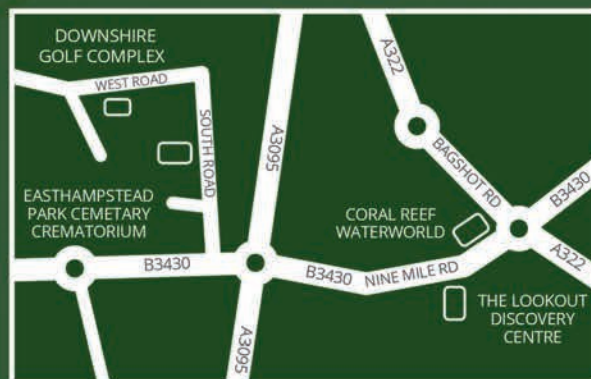 DOWNSHIRE
GOLF COMPLEX
WEST ROAD
SOUTH ROAD
A3095
A322
BAGSHOT RD
B3430
EASTHAMPSTEAD
PARK CEMETARY
CREMATORIUM
CORAL REEF
WATERWORLD
B3430
B3430
NINE MILE RD
A322
THE LOOKOUT
DISCOVERY
CENTRE
A3095